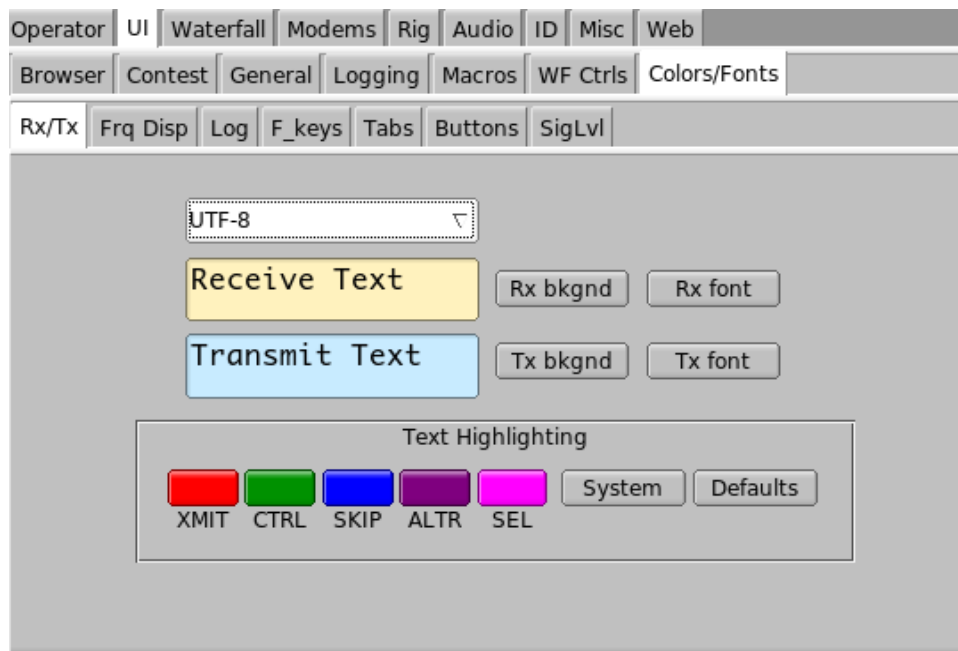 Operator UI Waterfall Modems Rig Audio ID Misc Web
Browser Contest General Logging Macros WF Ctrls Colors/Fonts
Rx/Tx Frq Disp Log F_keys Tabs Buttons SigLvl
UTF-8
Receive Text Rx bkgnd Rx font
Transmit Text Tx bkgnd Tx font
Text Highlighting
System Defaults
XMIT CTRL SKIP ALTR SEL